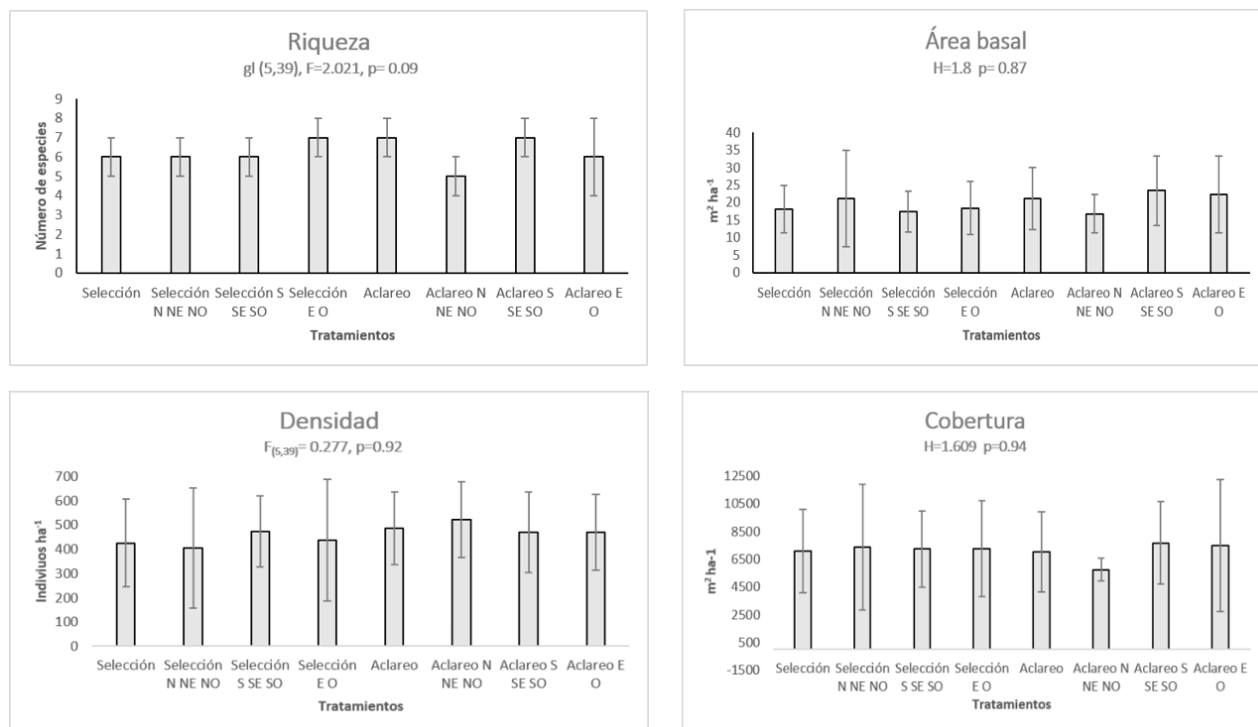 Riqueza
gl (5,39), F=2.021, p= 0.09
Número de especies
9
8
7
6
5
4
3
2
1
0
Selección
Selección N NE NO
Selección S SE SO
Selección E O
Aclareo
Aclareo N NE NO
Aclareo S SE SO
Aclareo E O
Tratamientos
Área basal
H=1.8 p= 0.87
m² ha⁻¹
40
35
30
25
20
15
10
5
0
Selección
Selección N NE NO
Selección S SE SO
Selección E O
Aclareo
Aclareo N NE NO
Aclareo S SE SO
Aclareo E O
Tratamientos
Densidad
F(5,39)= 0.277, p=0.92
Indiviuos ha⁻¹
700
600
500
400
300
200
100
0
Selección
Selección N NE NO
Selección S SE SO
Selección E O
Aclareo
Aclareo N NE NO
Aclareo S SE SO
Aclareo E O
Tratamientos
Cobertura
H=1.609 p=0.94
m² ha-1
12500
10500
8500
6500
4500
2500
500
-1500
Selección
Selección N NE NO
Selección S SE SO
Selección E O
Aclareo
Aclareo N NE NO
Aclareo S SE SO
Aclareo E O
Tratamientos